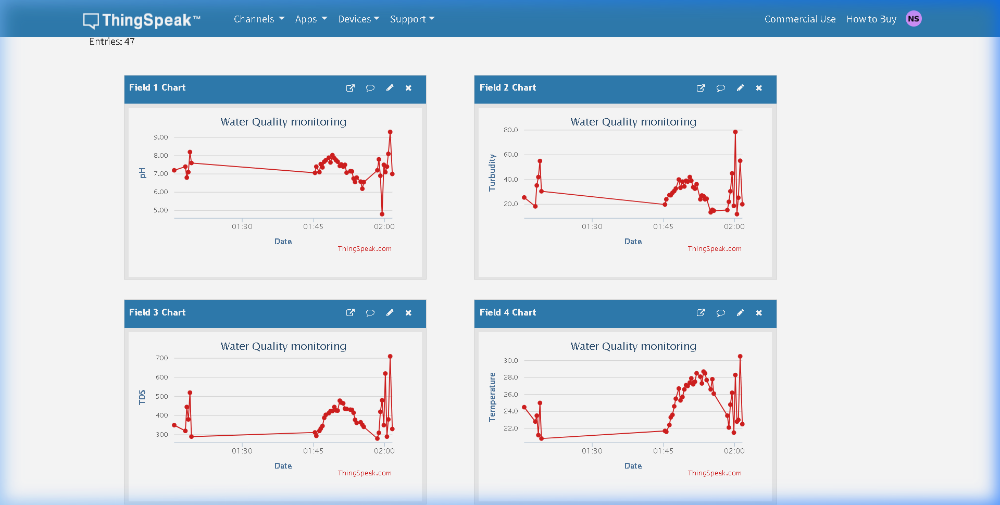 ThingSpeak™ Channels Apps Devices Support Commercial Use How to Buy NS
Entries: 47
Field 1 Chart
Water Quality monitoring
pH
9.00
8.00
7.00
6.00
5.00
01:30 01:45 02:00
Date
ThingSpeak.com
Field 2 Chart
Water Quality monitoring
Turbudity
80.0
60.0
40.0
20.0
01:30 01:45 02:00
Date
ThingSpeak.com
Field 3 Chart
Water Quality monitoring
TDS
700
600
500
400
300
01:30 01:45 02:00
Date
ThingSpeak.com
Field 4 Chart
Water Quality monitoring
Temperature
30.0
28.0
26.0
24.0
22.0
01:30 01:45 02:00
Date
ThingSpeak.com